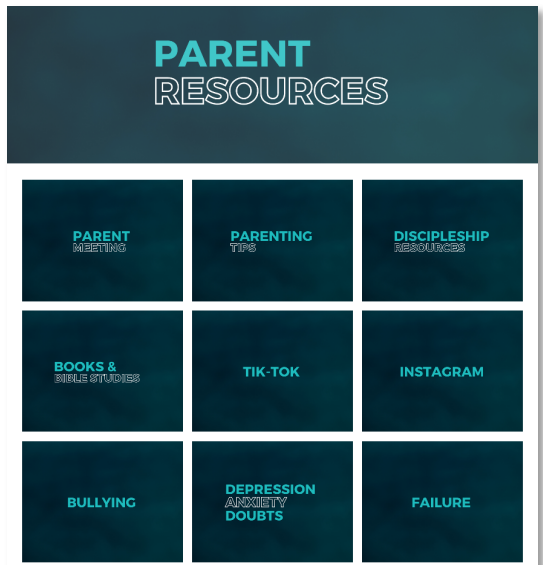 PARENT
RESOURCES
PARENT
MEETING
PARENTING
TIPS
DISCIPLESHIP
RESOURCES
BOOKS &
BIBLE STUDIES
TIK-TOK
INSTAGRAM
BULLYING
DEPRESSION
ANXIETY
DOUBTS
FAILURE